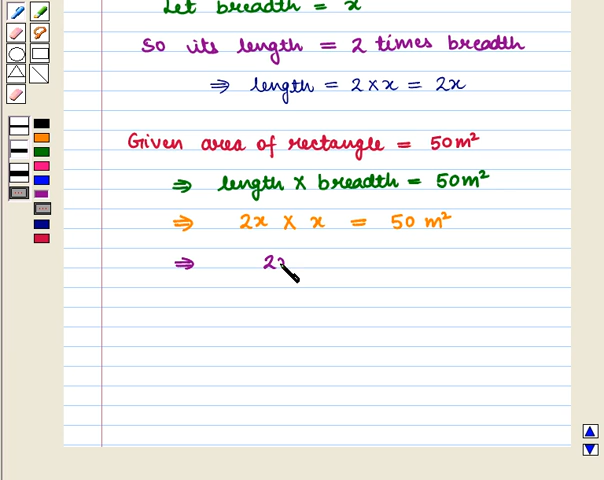 Let breadth = x
So its length = 2 times breadth
⇒ length = 2 × x = 2x
Given area of rectangle = 50m²
⇒ length × breadth = 50m²
⇒ 2x × x = 50 m²
⇒ 2